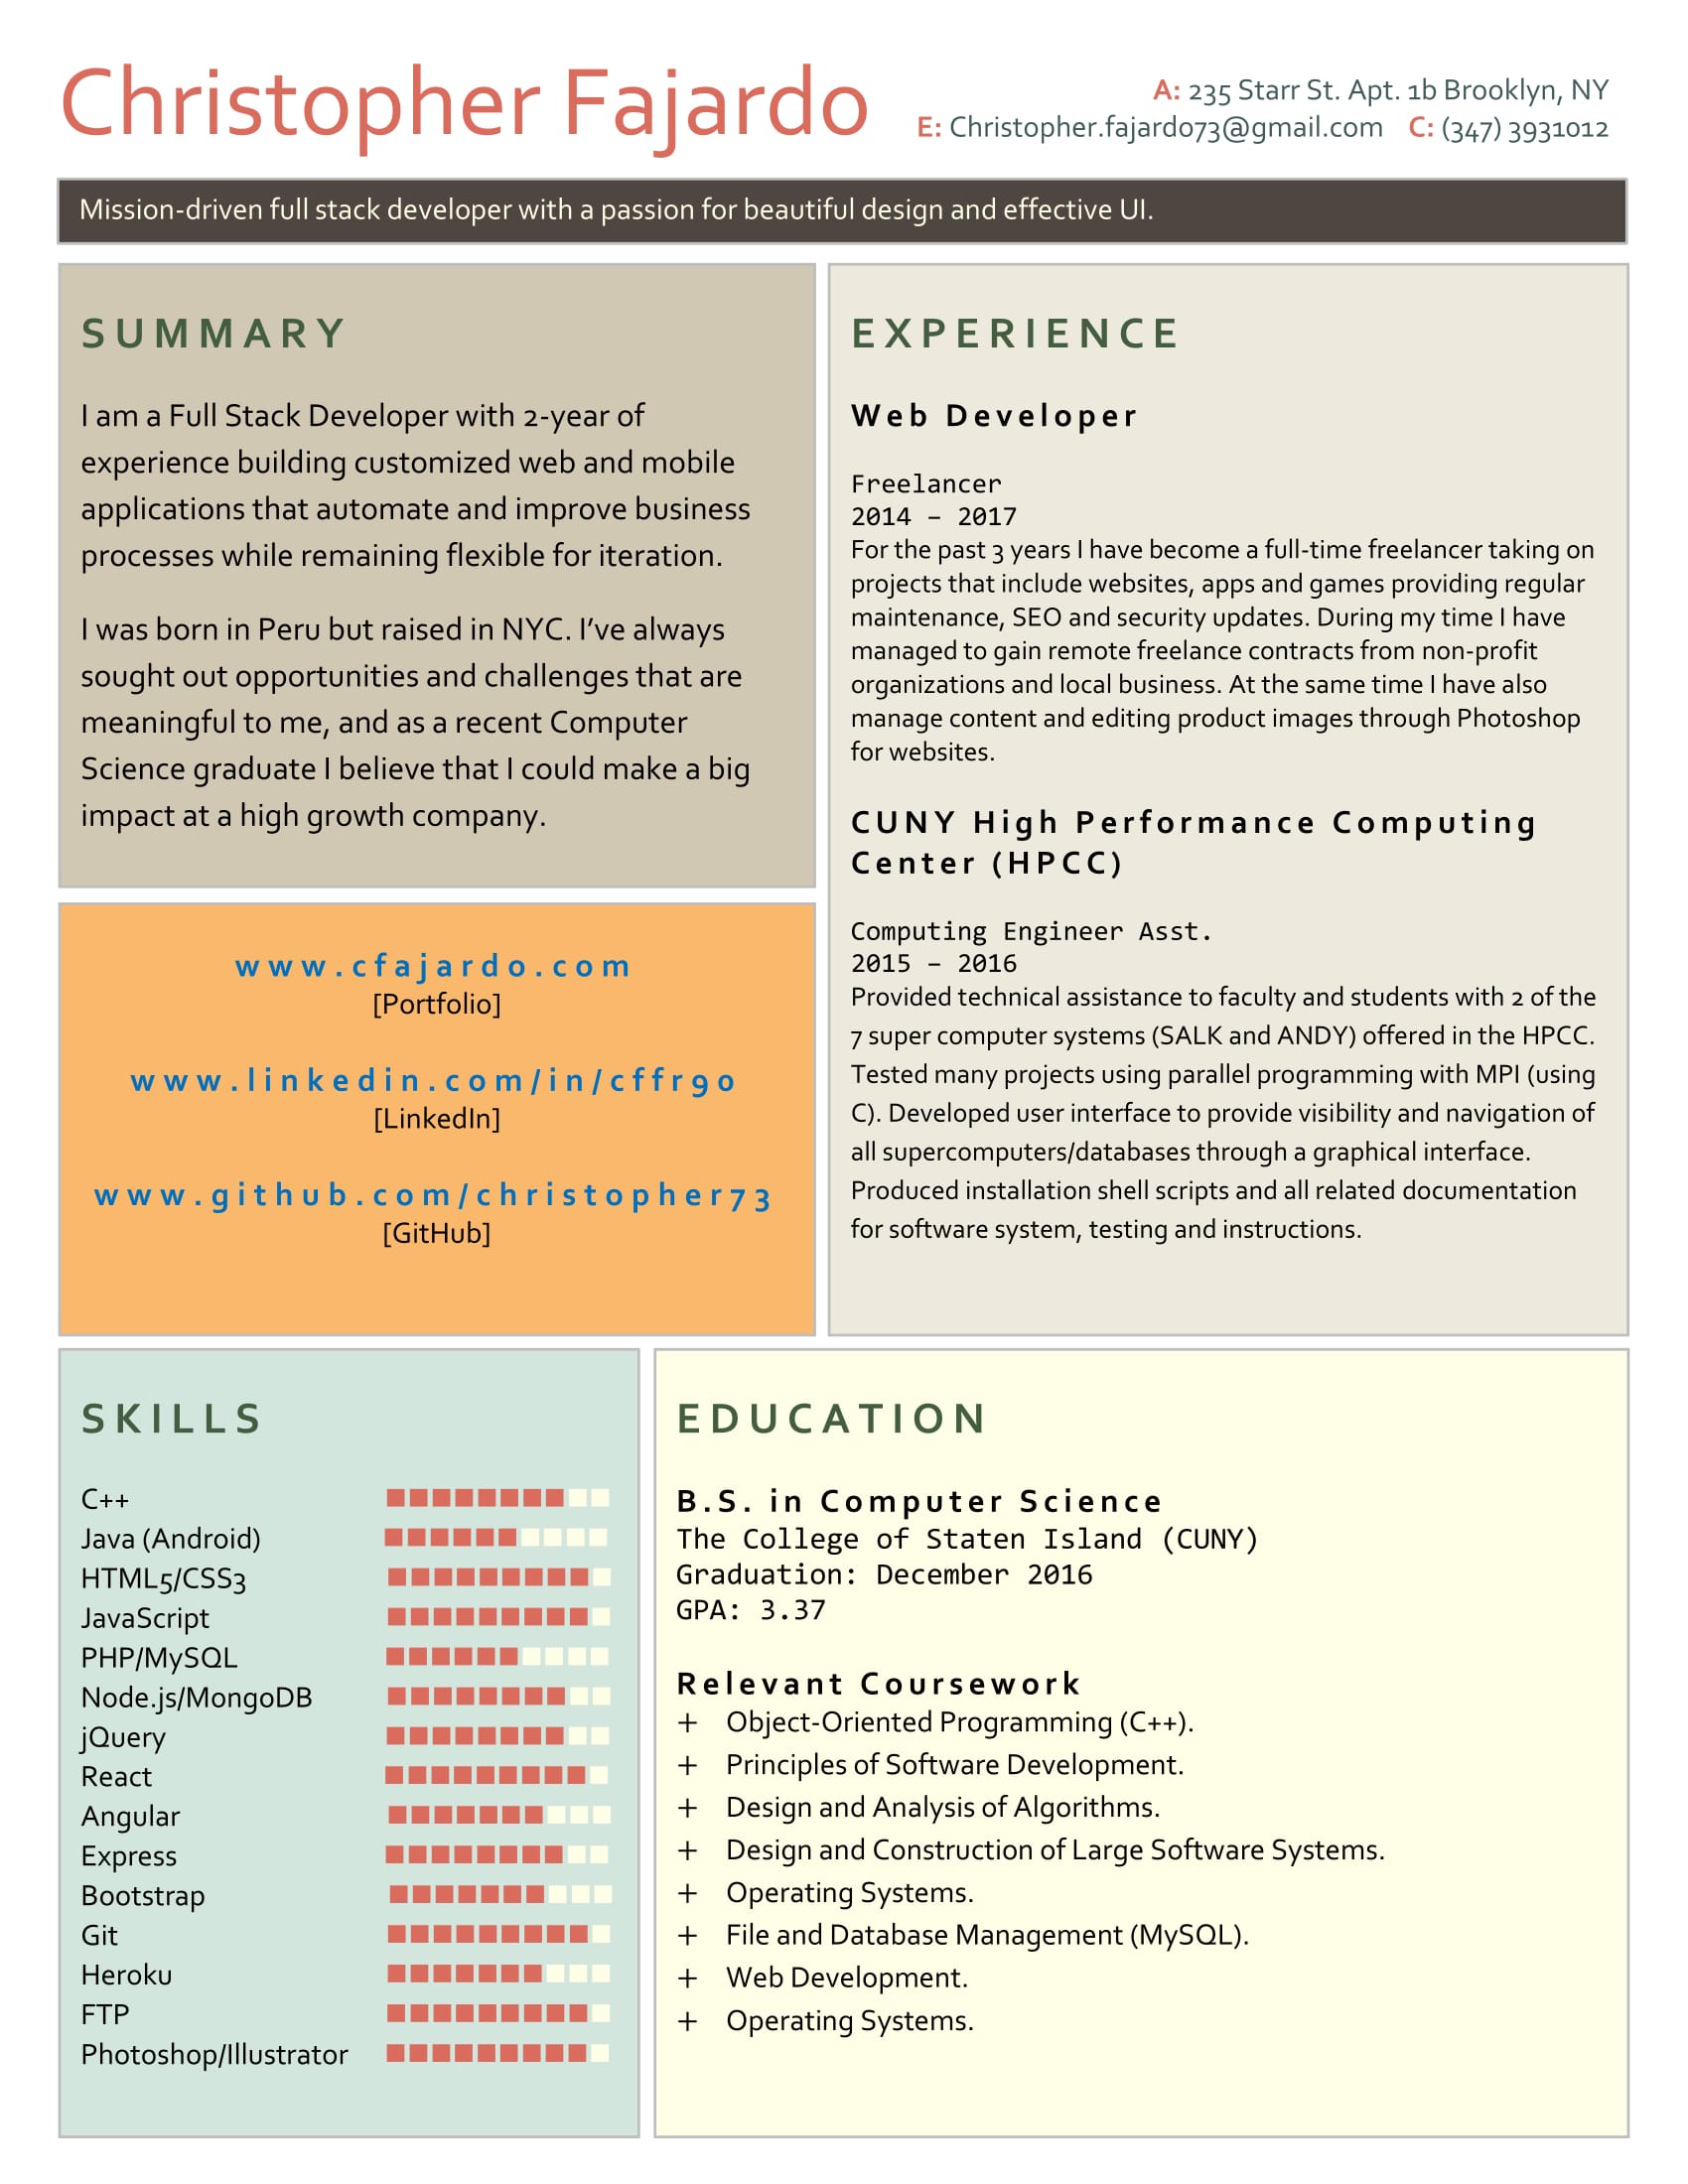 Christopher Fajardo
A: 235 Starr St. Apt. 1b Brooklyn, NY
E: Christopher.fajardo73@gmail.com C: (347) 3931012
Mission-driven full stack developer with a passion for beautiful design and effective UI.
SUMMARY
I am a Full Stack Developer with 2-year of
experience building customized web and mobile
applications that automate and improve business
processes while remaining flexible for iteration.
I was born in Peru but raised in NYC. I've always
sought out opportunities and challenges that are
meaningful to me, and as a recent Computer
Science graduate I believe that I could make a big
impact at a high growth company.
www.cfajardo.com
[Portfolio]
www.linkedin.com/in/cffr90
[LinkedIn]
www.github.com/christopher73
[GitHub]
EXPERIENCE
Web Developer
Freelancer
2014 – 2017
For the past 3 years I have become a full-time freelancer taking on
projects that include websites, apps and games providing regular
maintenance, SEO and security updates. During my time I have
managed to gain remote freelance contracts from non-profit
organizations and local business. At the same time I have also
manage content and editing product images through Photoshop
for websites.
CUNY High Performance Computing
Center (HPCC)
Computing Engineer Asst.
2015 – 2016
Provided technical assistance to faculty and students with 2 of the
7 super computer systems (SALK and ANDY) offered in the HPCC.
Tested many projects using parallel programming with MPI (using
C). Developed user interface to provide visibility and navigation of
all supercomputers/databases through a graphical interface.
Produced installation shell scripts and all related documentation
for software system, testing and instructions.
SKILLS
C++
Java (Android)
HTML5/CSS3
JavaScript
PHP/MySQL
Node.js/MongoDB
jQuery
React
Angular
Express
Bootstrap
Git
Heroku
FTP
Photoshop/Illustrator
EDUCATION
B.S. in Computer Science
The College of Staten Island (CUNY)
Graduation: December 2016
GPA: 3.37
Relevant Coursework
+ Object-Oriented Programming (C++).
+ Principles of Software Development.
+ Design and Analysis of Algorithms.
+ Design and Construction of Large Software Systems.
+ Operating Systems.
+ File and Database Management (MySQL).
+ Web Development.
+ Operating Systems.